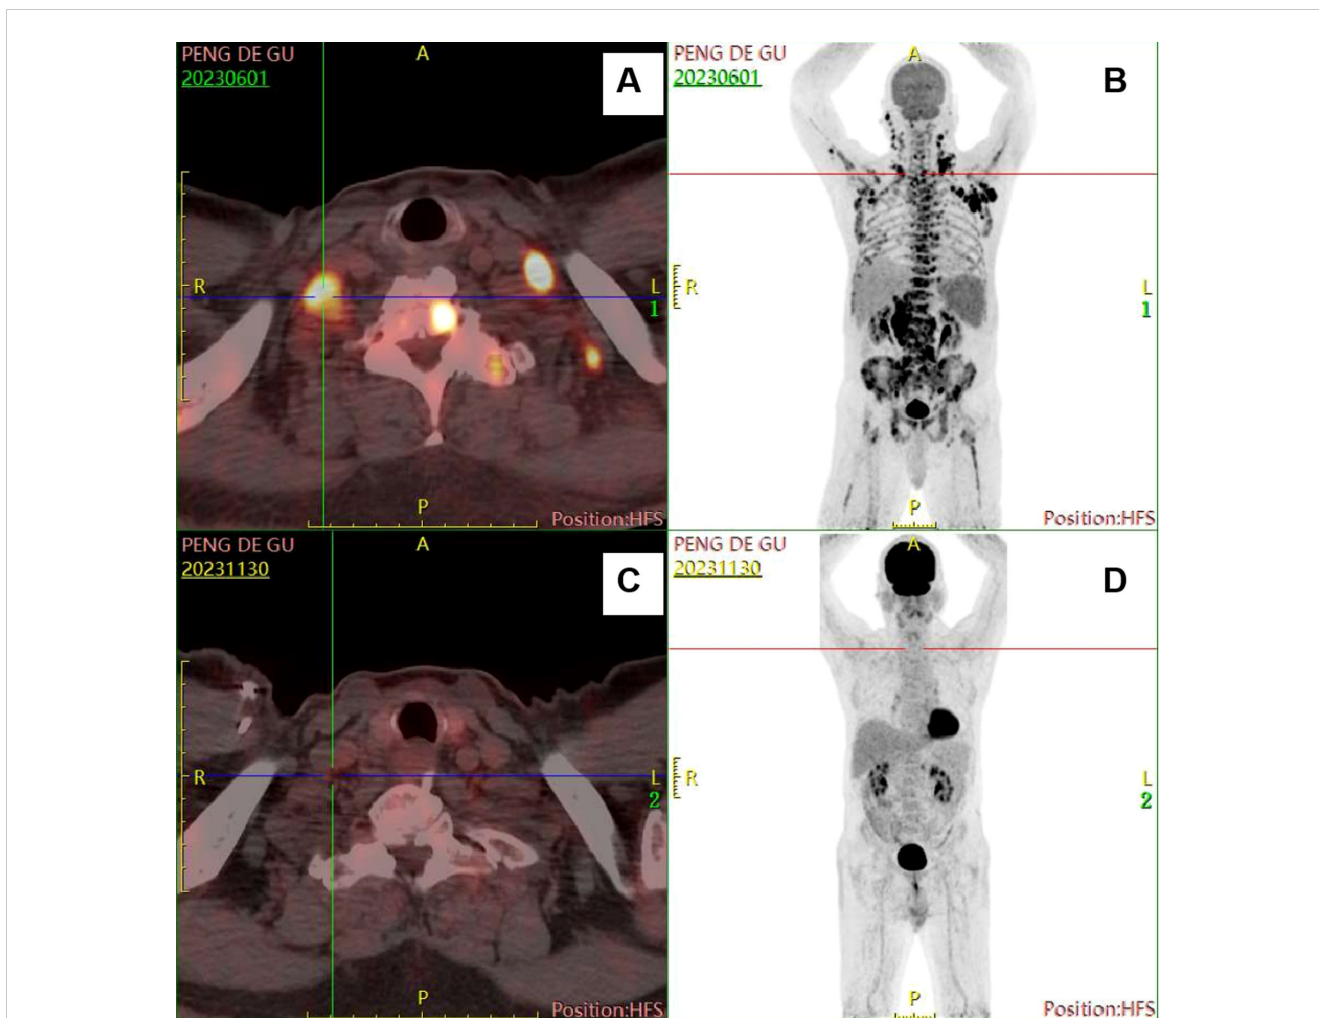 PENG DE GU
20230601
A
A
R
L
1
P
Position:HFS
PENG DE GU
20230601
A
B
R
L
1
P
Position:HFS
PENG DE GU
20231130
A
C
R
L
2
P
Position:HFS
PENG DE GU
20231130
A
D
R
L
2
P
Position:HFS